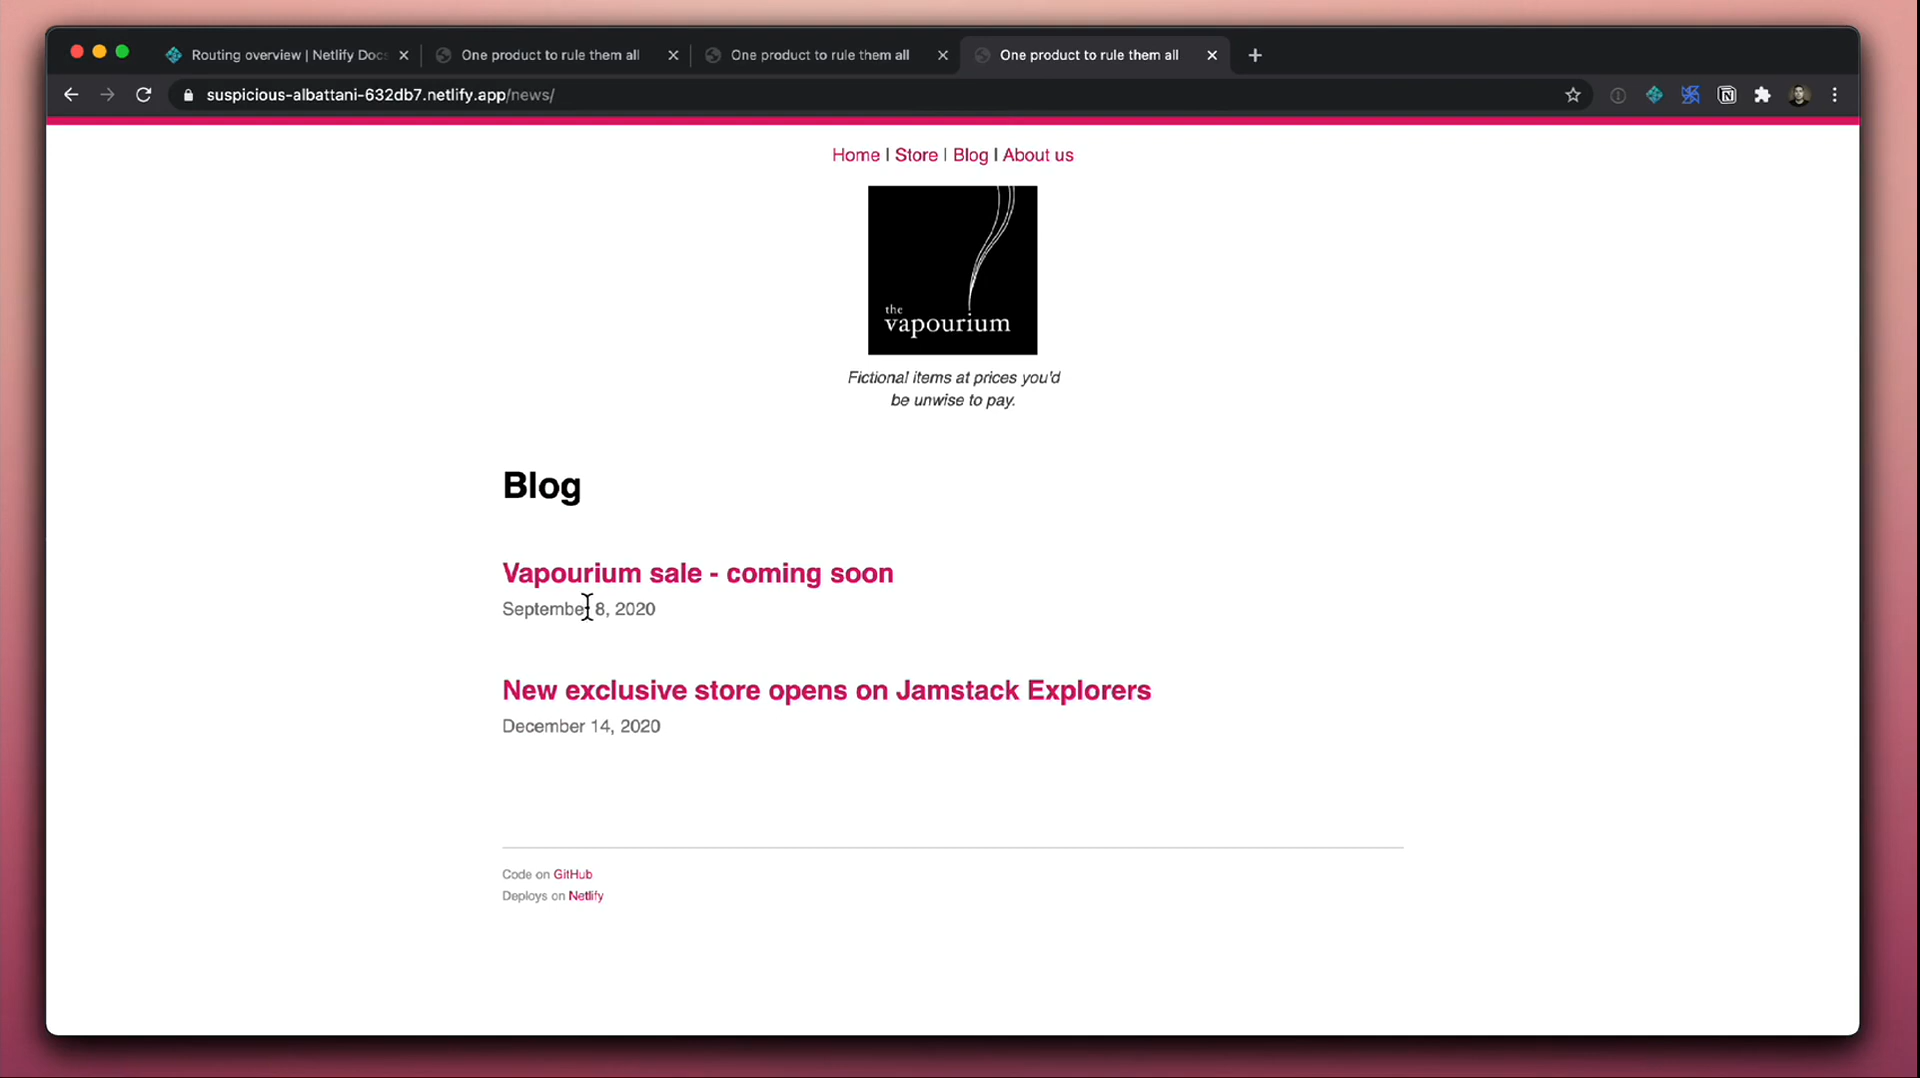 Routing overview | Netlify Docs
One product to rule them all
One product to rule them all
One product to rule them all
suspicious-albattani-632db7.netlify.app/news/
Home | Store | Blog | About us
the
vapourium
Fictional items at prices you'd
be unwise to pay.
Blog
Vapourium sale - coming soon
September 8, 2020
New exclusive store opens on Jamstack Explorers
December 14, 2020
Code on GitHub
Deploys on Netlify